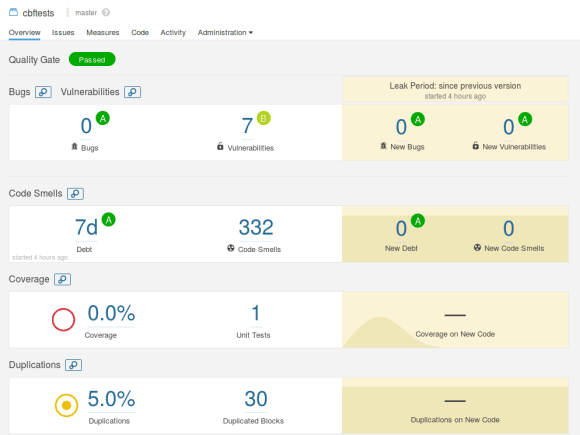 cbftests master
Overview Issues Measures Code Activity Administration
Quality Gate Passed
Bugs Vulnerabilities
Leak Period: since previous version
started 4 hours ago
0 A 7 B 0 A 0 A
Bugs Vulnerabilities New Bugs New Vulnerabilities
Code Smells
7d A 332 0 A 0
Debt Code Smells New Debt New Code Smells
started 4 hours ago
Coverage
0.0% 1 —
Coverage Unit Tests Coverage on New Code
Duplications
5.0% 30 —
Duplications Duplicated Blocks Duplications on New Code